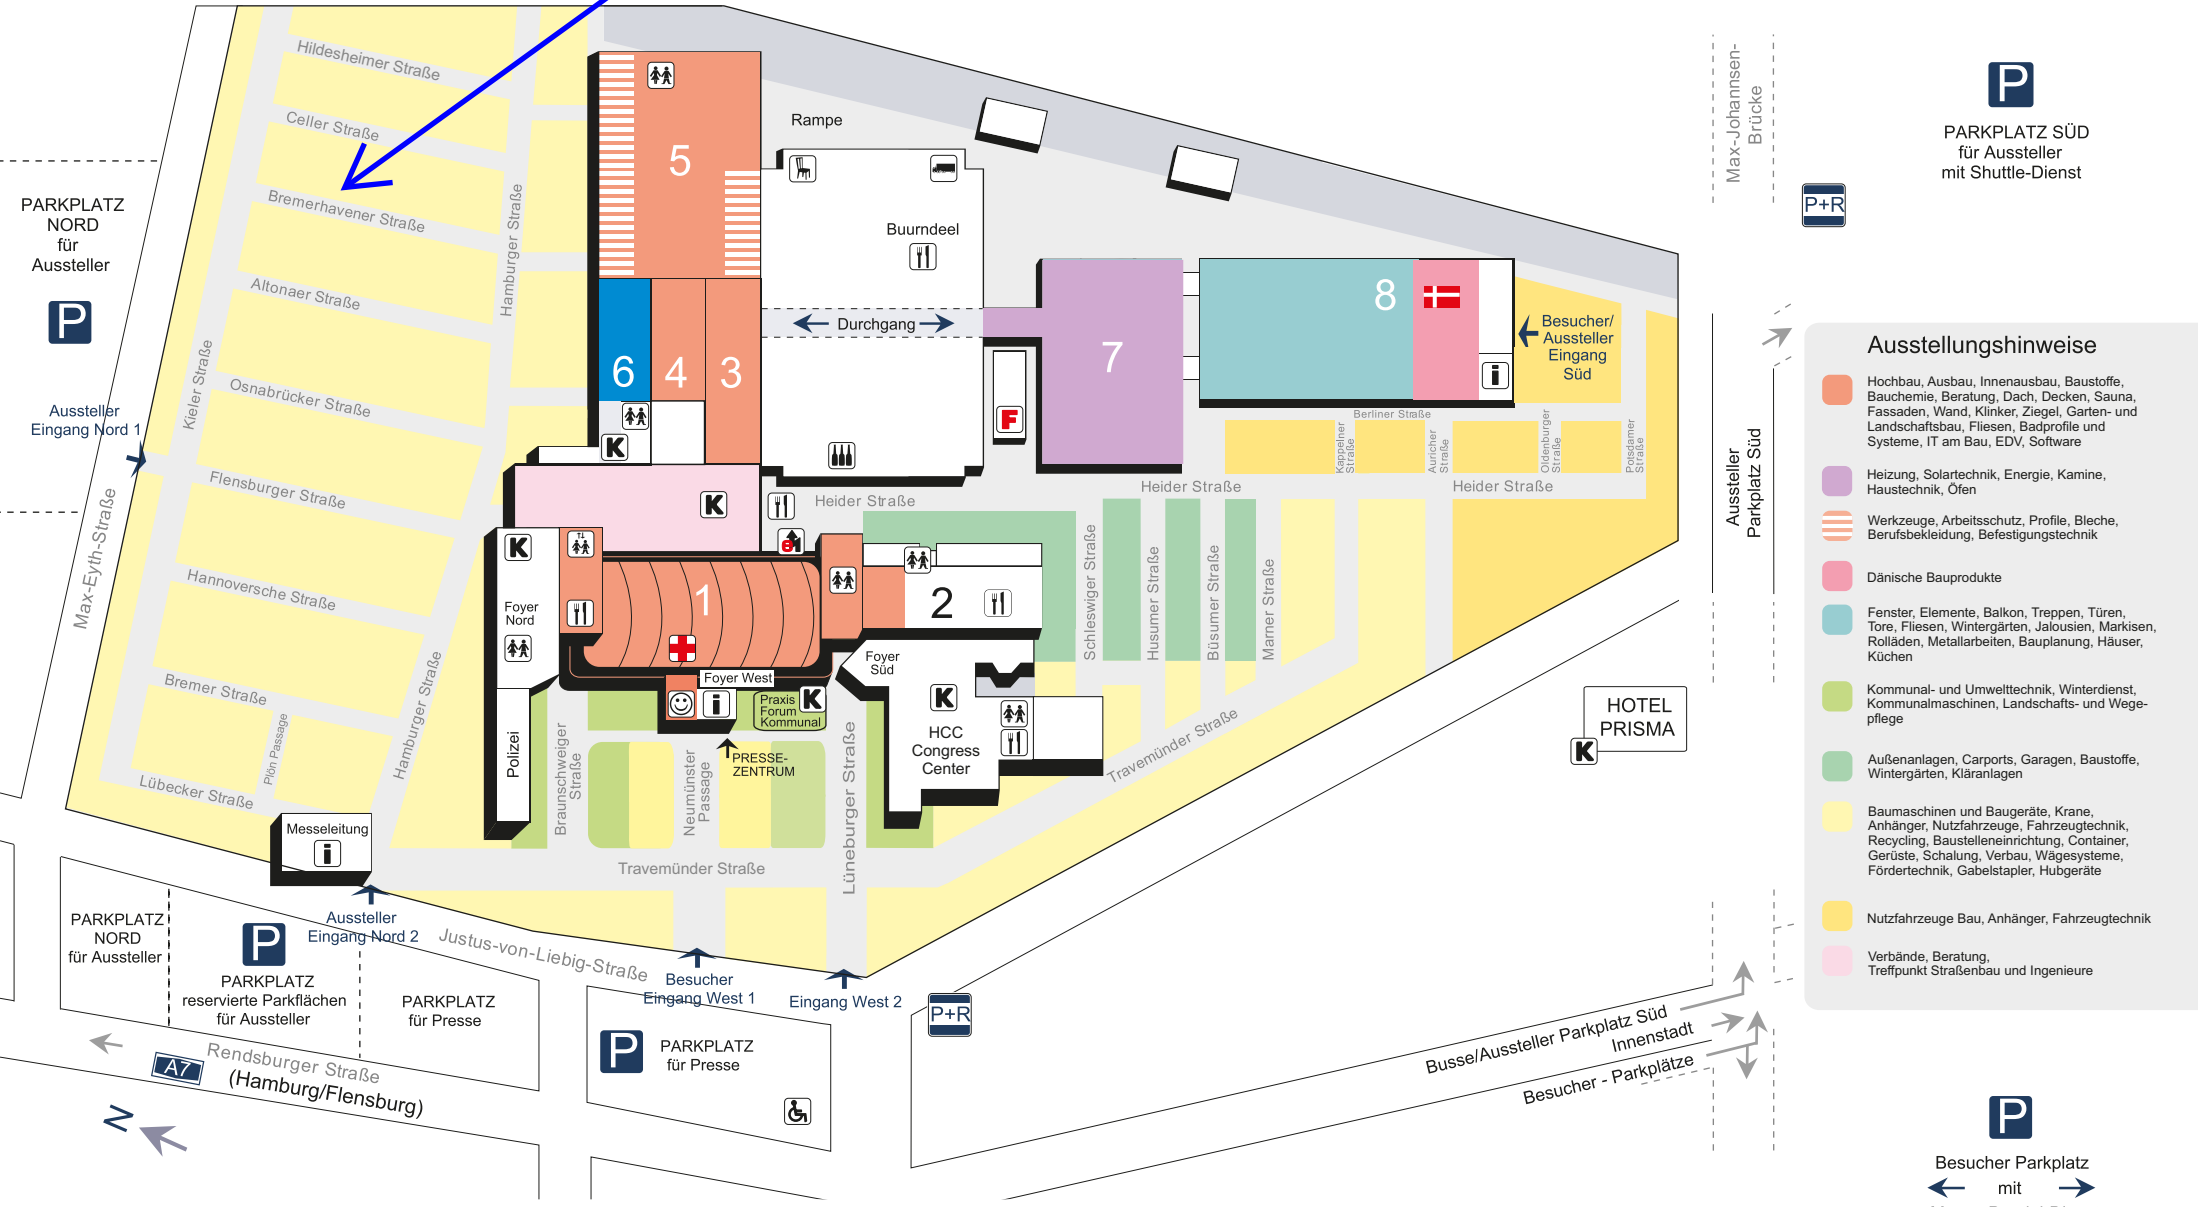 Hildesheimer Straße
Celler Straße
Bremerhavener Straße
Altonaer Straße
Osnabrücker Straße
Flensburger Straße
Hannoversche Straße
Bremer Straße
Plön Passage
Lübecker Straße
Kieler Straße
Hamburger Straße
Hamburger Straße
Max-Eyth-Straße
PARKPLATZ
NORD
für
Aussteller
P
Aussteller
Eingang Nord 1
5
6
4
3
K
Rampe
Buurndeel
Durchgang
F
7
8
i
Besucher/
Aussteller
Eingang
Süd
Berliner Straße
Kappelner
Straße
Auricher
Straße
Oldenburger
Straße
Potsdamer
Straße
Heider Straße
Heider Straße
Heider Straße
K
K
Foyer
Nord
1
2
Foyer West
i
Praxis
Forum
Kommunal
K
PRESSE-
ZENTRUM
Foyer
Süd
K
HCC
Congress
Center
Polizei
Braunschweiger
Straße
Neumünster
Passage
Lüneburger Straße
Schleswiger Straße
Husumer Straße
Büsumer Straße
Marner Straße
Travemünder Straße
Travemünder Straße
Messeleitung
i
Aussteller
Eingang Nord 2
Justus-von-Liebig-Straße
Besucher
Eingang West 1
Eingang West 2
P+R
PARKPLATZ
NORD
für Aussteller
P
PARKPLATZ
reservierte Parkflächen
für Aussteller
PARKPLATZ
für Presse
P
PARKPLATZ
für Presse
Rendsburger Straße
A7
(Hamburg/Flensburg)
N
HOTEL
PRISMA
K
Max-Johannsen-
Brücke
P
PARKPLATZ SÜD
für Aussteller
mit Shuttle-Dienst
P+R
Aussteller
Parkplatz Süd
Busse/Aussteller Parkplatz Süd
Innenstadt
Besucher - Parkplätze
Ausstellungshinweise
Hochbau, Ausbau, Innenausbau, Baustoffe,
Bauchemie, Beratung, Dach, Decken, Sauna,
Fassaden, Wand, Klinker, Ziegel, Garten- und
Landschaftsbau, Fliesen, Badprofile und
Systeme, IT am Bau, EDV, Software
Heizung, Solartechnik, Energie, Kamine,
Haustechnik, Öfen
Werkzeuge, Arbeitsschutz, Profile, Bleche,
Berufsbekleidung, Befestigungstechnik
Dänische Bauprodukte
Fenster, Elemente, Balkon, Treppen, Türen,
Tore, Fliesen, Wintergärten, Jalousien, Markisen,
Rolläden, Metallarbeiten, Bauplanung, Häuser,
Küchen
Kommunal- und Umwelttechnik, Winterdienst,
Kommunalmaschinen, Landschafts- und Wege-
pflege
Außenanlagen, Carports, Garagen, Baustoffe,
Wintergärten, Kläranlagen
Baumaschinen und Baugeräte, Krane,
Anhänger, Nutzfahrzeuge, Fahrzeugtechnik,
Recycling, Baustelleneinrichtung, Container,
Gerüste, Schalung, Verbau, Wägesysteme,
Fördertechnik, Gabelstapler, Hubgeräte
Nutzfahrzeuge Bau, Anhänger, Fahrzeugtechnik
Verbände, Beratung,
Treffpunkt Straßenbau und Ingenieure
P
Besucher Parkplatz
mit